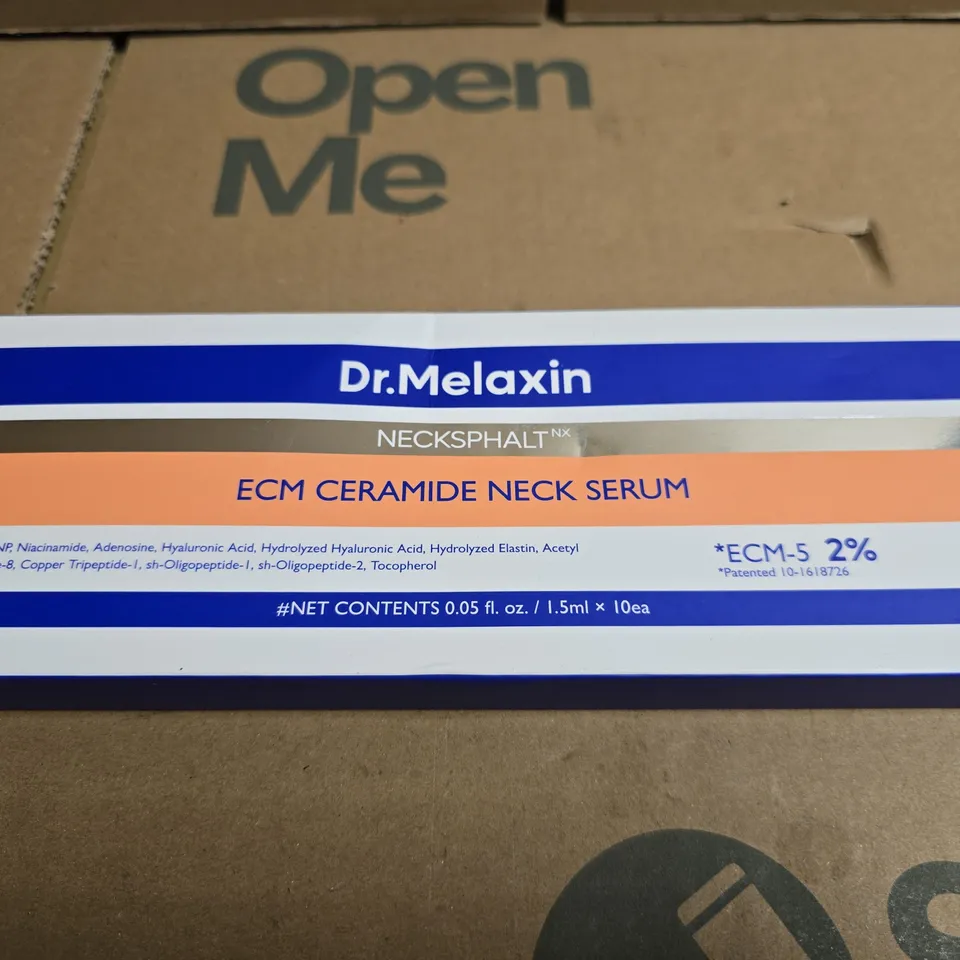 Open
Me
Dr.Melaxin
NECKSPHALT NX
ECM CERAMIDE NECK SERUM
NP, Niacinamide, Adenosine, Hyaluronic Acid, Hydrolyzed Hyaluronic Acid, Hydrolyzed Elastin, Acetyl
-8, Copper Tripeptide-1, sh-Oligopeptide-1, sh-Oligopeptide-2, Tocopherol
*ECM-5 2%
*Patented 10-1618726
#NET CONTENTS 0.05 fl. oz. / 1.5ml × 10ea